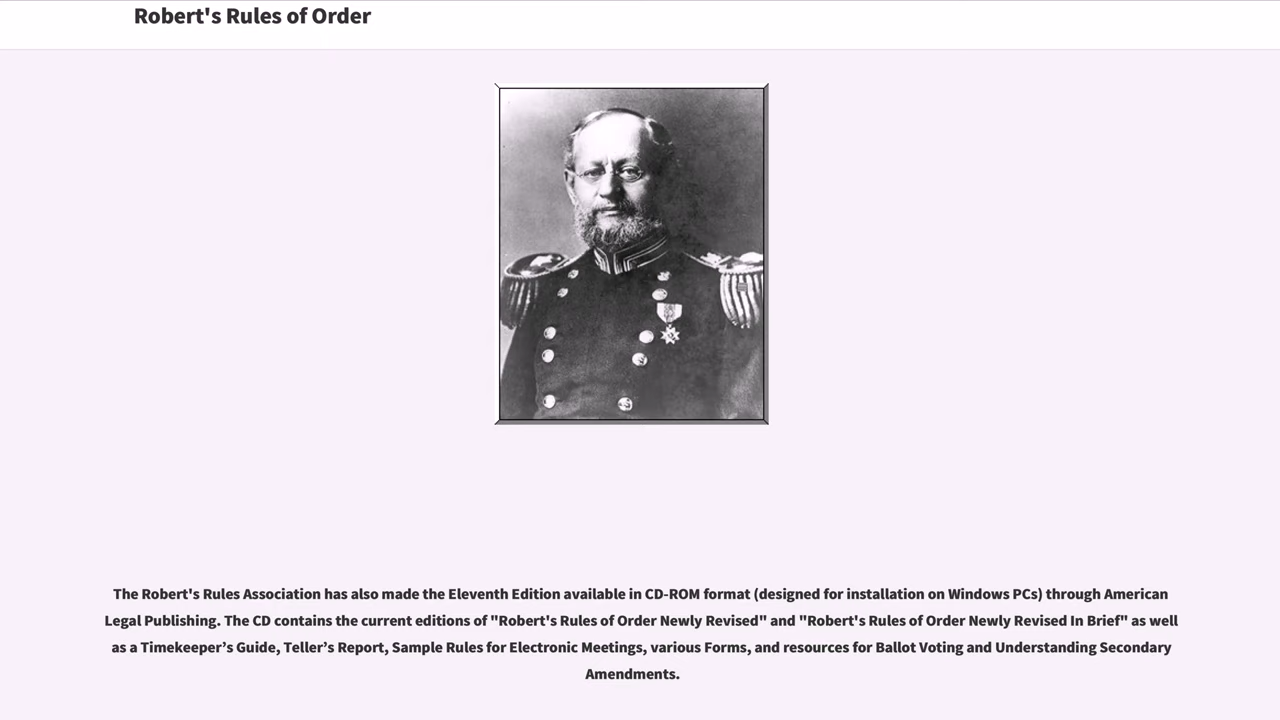 Robert's Rules of Order
The Robert's Rules Association has also made the Eleventh Edition available in CD-ROM format (designed for installation on Windows PCs) through American
Legal Publishing. The CD contains the current editions of "Robert's Rules of Order Newly Revised" and "Robert's Rules of Order Newly Revised In Brief" as well
as a Timekeeper’s Guide, Teller’s Report, Sample Rules for Electronic Meetings, various Forms, and resources for Ballot Voting and Understanding Secondary
Amendments.